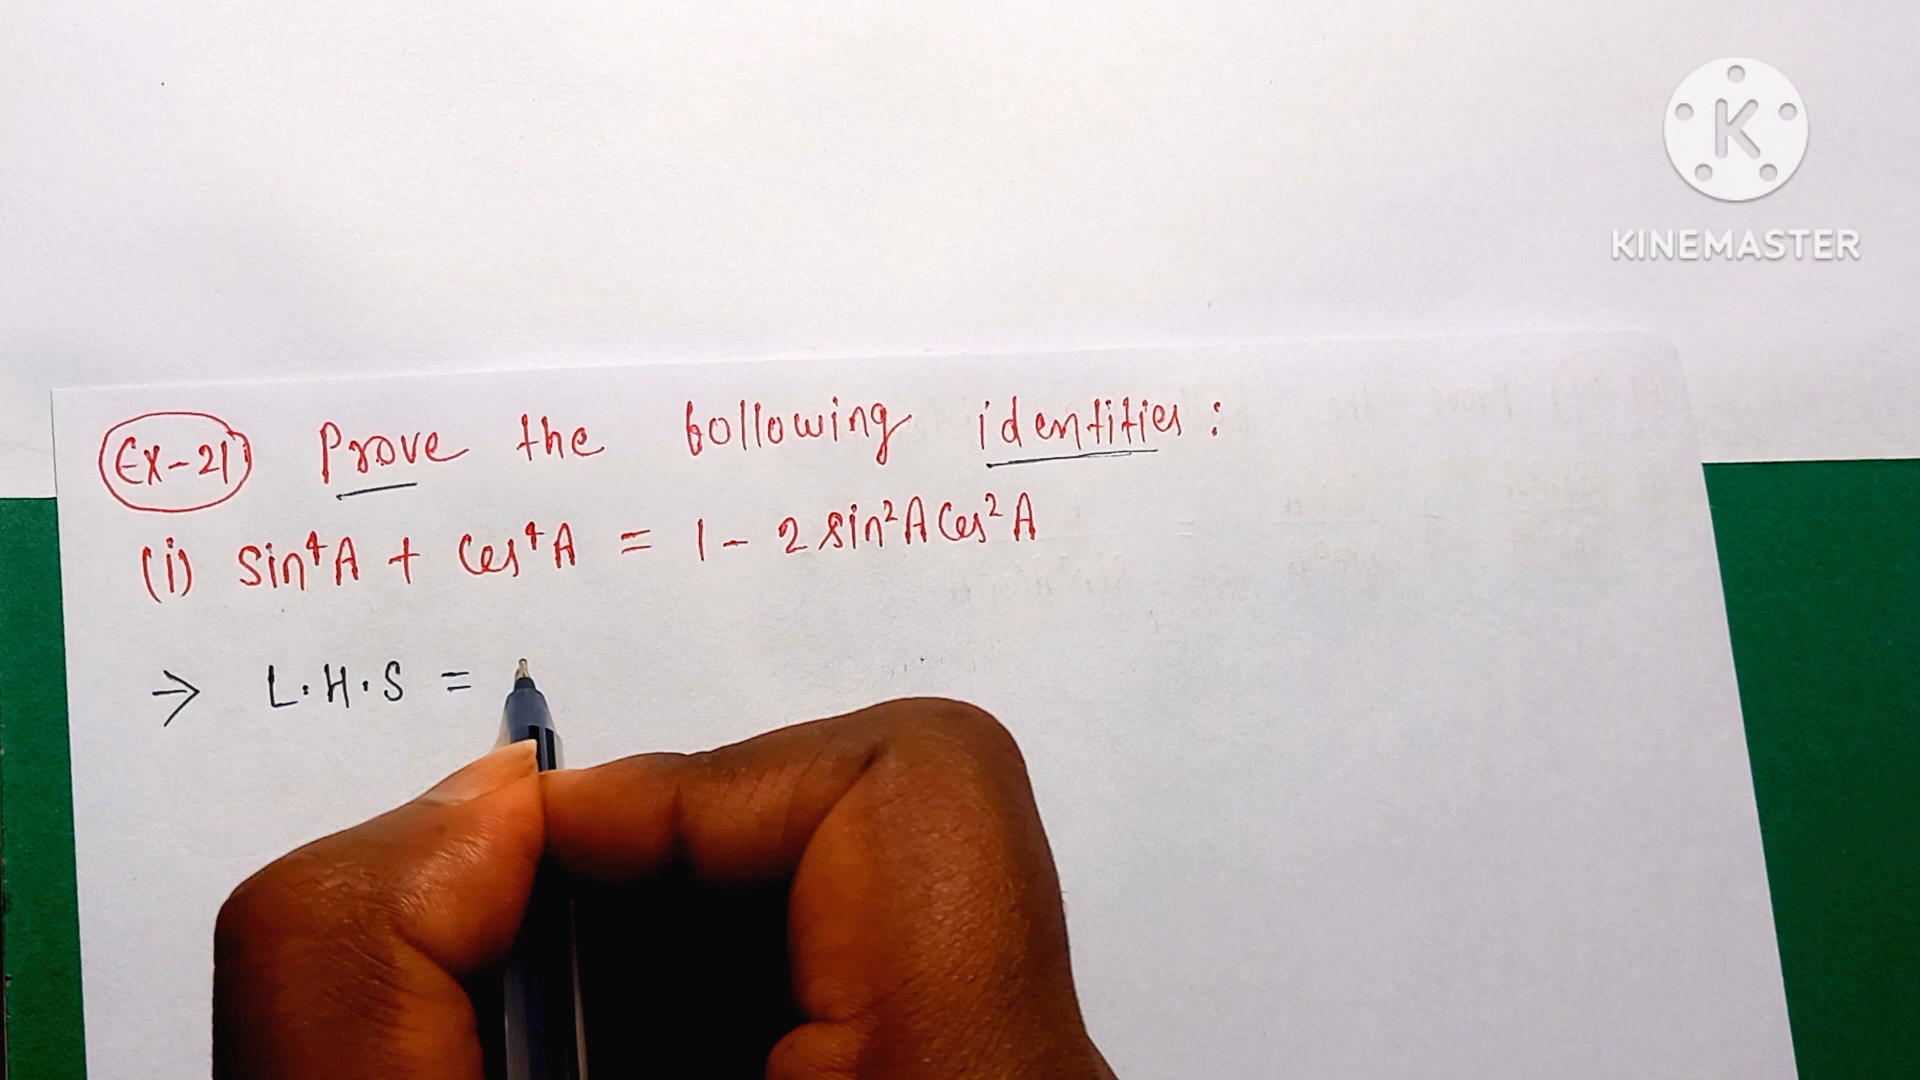 K
KINEMASTER
Ex-21 Prove the following identities :
(i) sin⁴A + Cos⁴A = 1 - 2 sin²A Cos²A
→ L.H.S =